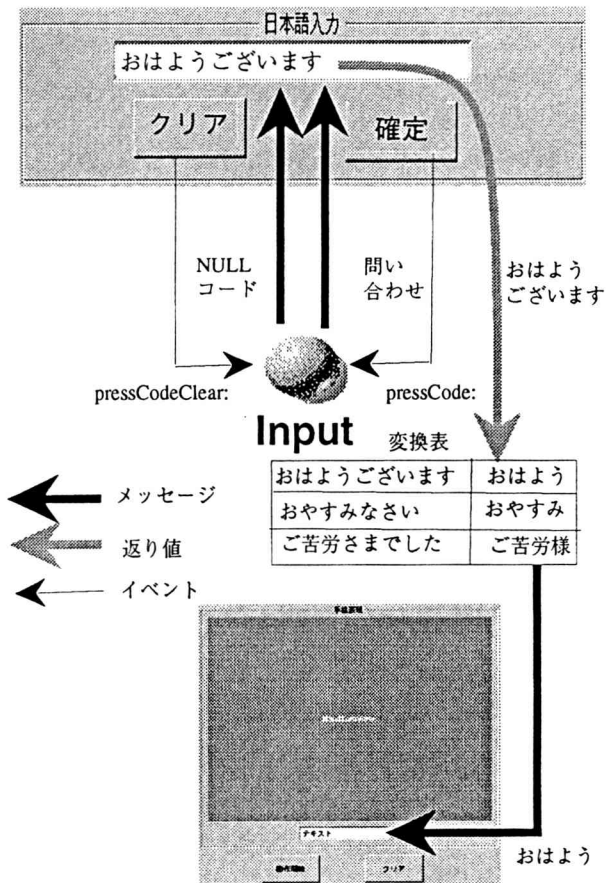 日本語入力
おはようございます
クリア
確定
NULL
コード
問い
合わせ
おはよう
ございます
pressCodeClear:
pressCode:
Input
変換表
おはようございます おはよう
おやすみなさい おやすみ
ご苦労さまでした ご苦労様
メッセージ
返り値
イベント
手話表現
テキスト
おはよう
クリア